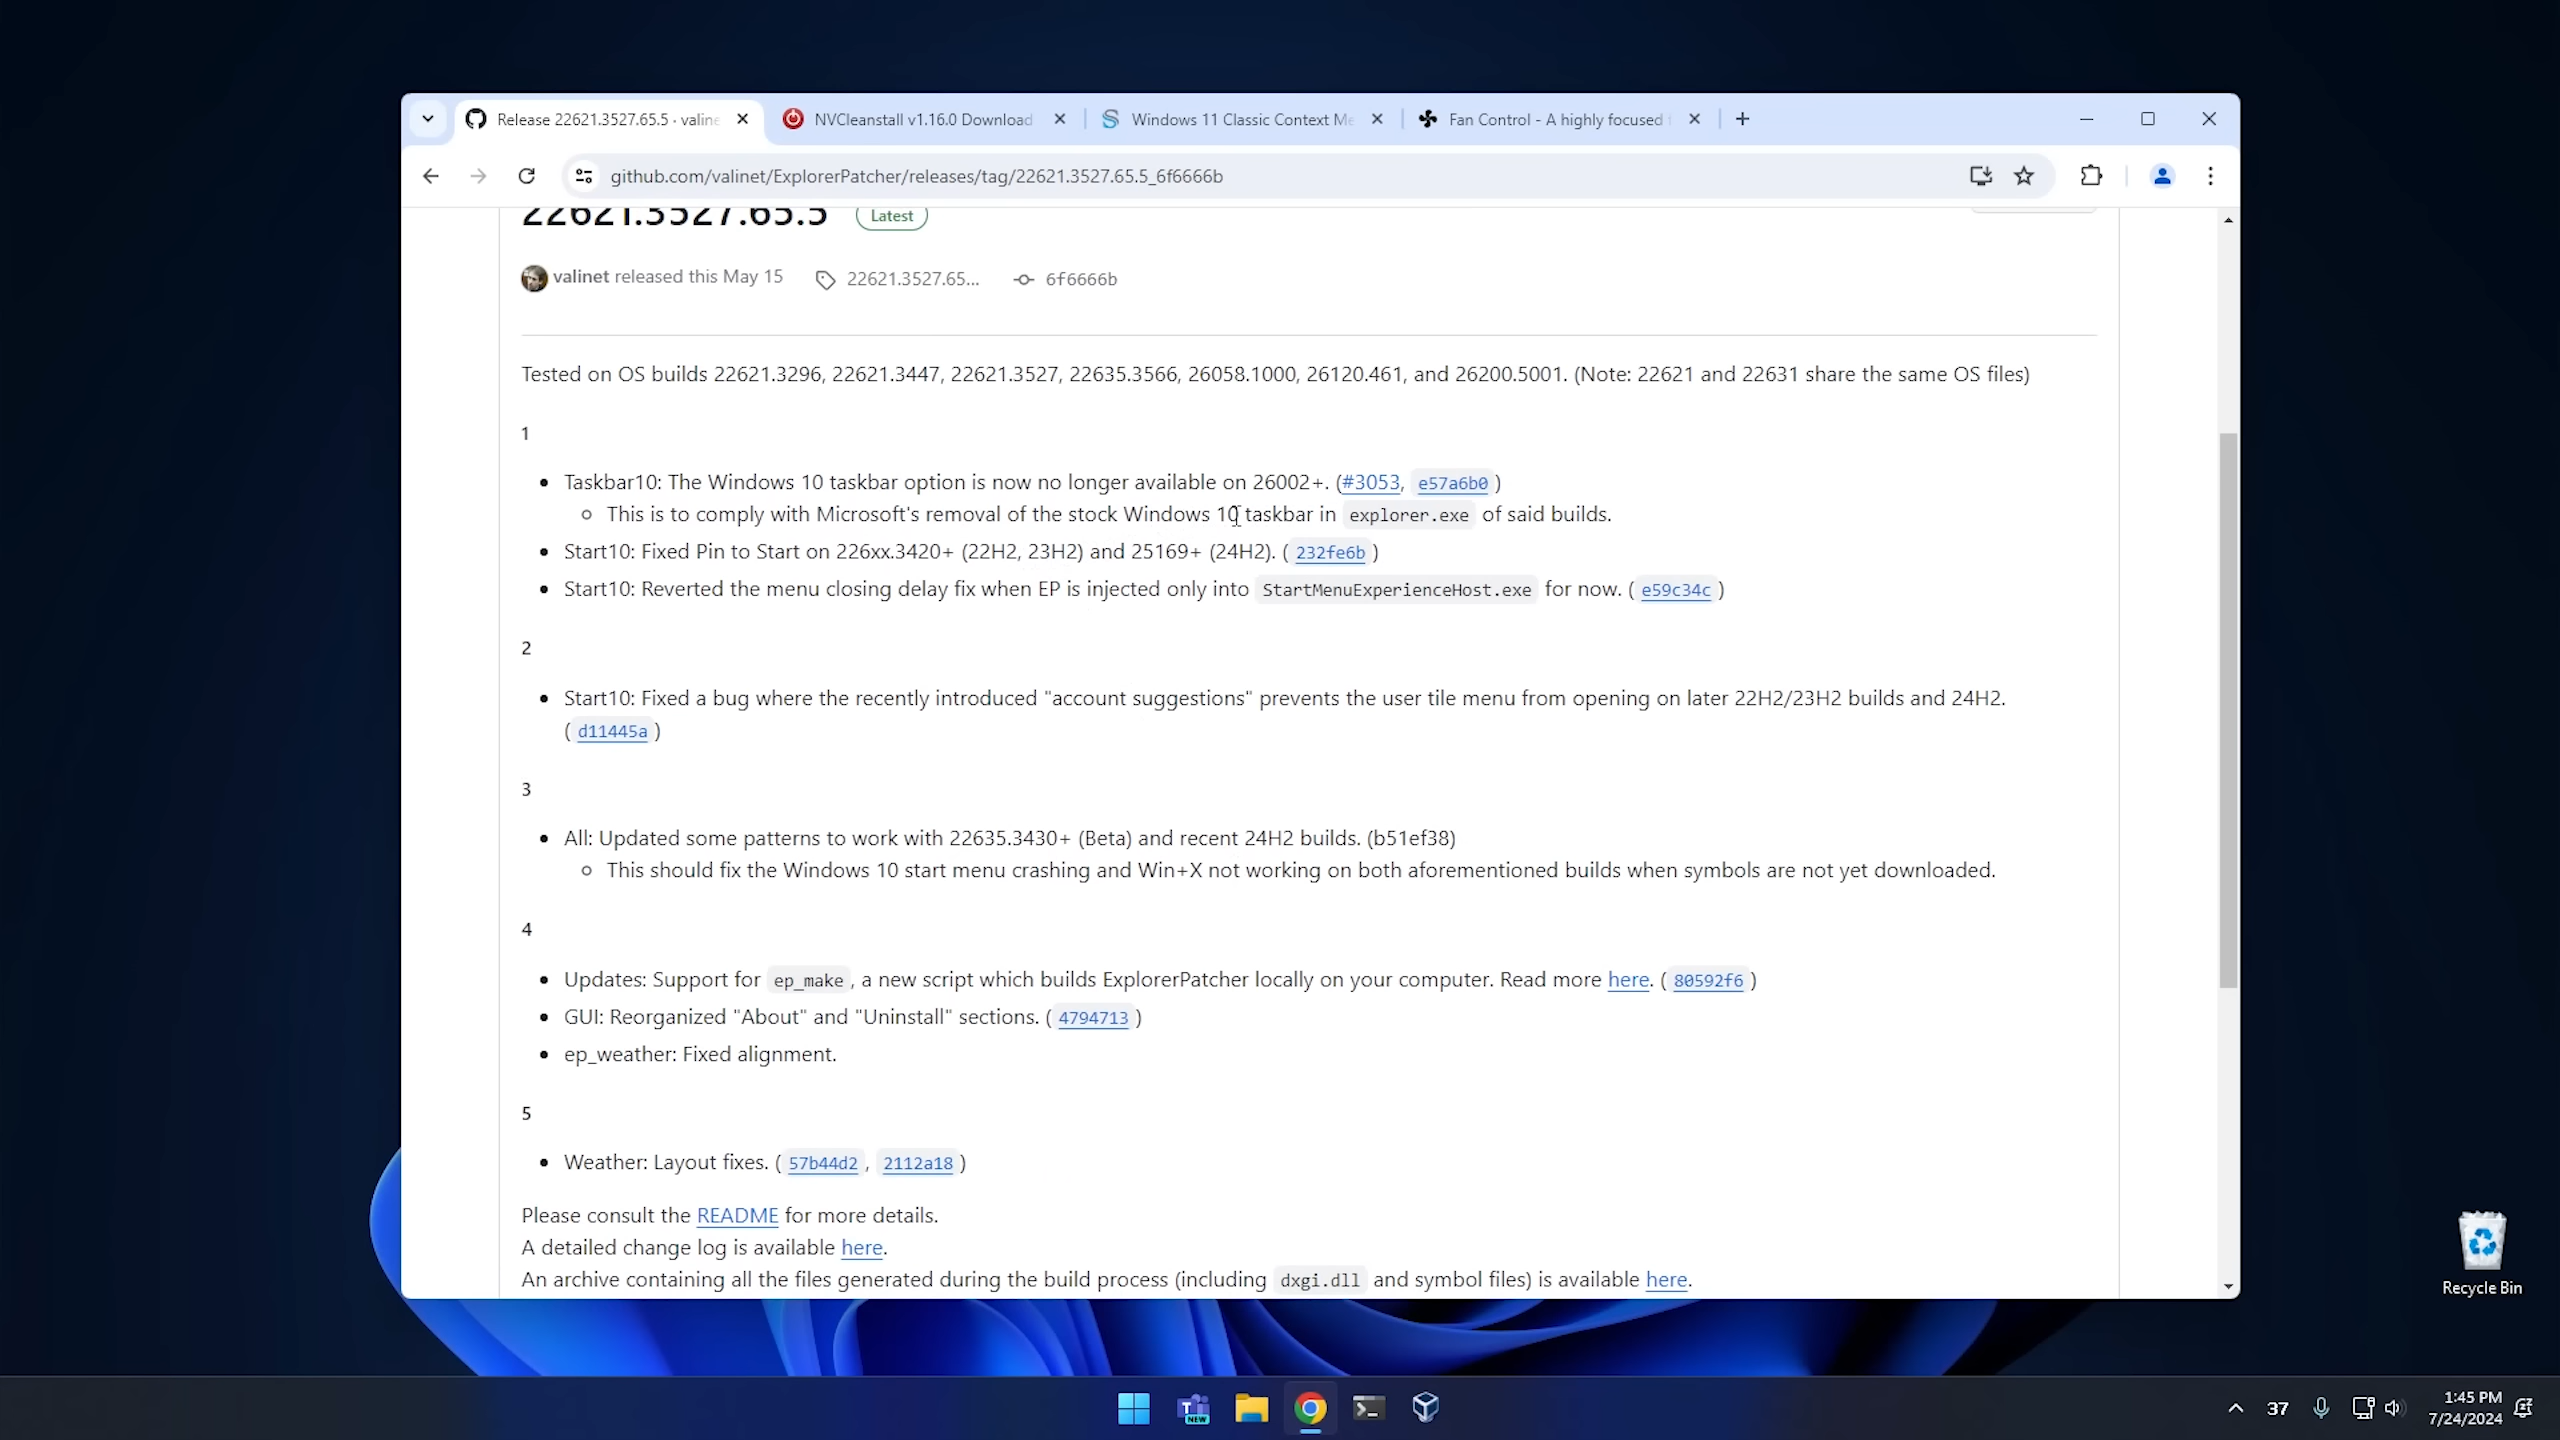 Release 22621.3527.65.5 · valine
NVCleanstall v1.16.0 Download
Windows 11 Classic Context Me
Fan Control - A highly focused f
github.com/valinet/ExplorerPatcher/releases/tag/22621.3527.65.5_6f6666b
22621.3527.65.5 Latest
valinet released this May 15 22621.3527.65... 6f6666b
Tested on OS builds 22621.3296, 22621.3447, 22621.3527, 22635.3566, 26058.1000, 26120.461, and 26200.5001. (Note: 22621 and 22631 share the same OS files)
1
• Taskbar10: The Windows 10 taskbar option is now no longer available on 26002+. (#3053, e57a6b0)
This is to comply with Microsoft's removal of the stock Windows 10 taskbar in explorer.exe of said builds.
• Start10: Fixed Pin to Start on 226xx.3420+ (22H2, 23H2) and 25169+ (24H2). (232fe6b)
• Start10: Reverted the menu closing delay fix when EP is injected only into StartMenuExperienceHost.exe for now. (e59c34c)
2
• Start10: Fixed a bug where the recently introduced "account suggestions" prevents the user tile menu from opening on later 22H2/23H2 builds and 24H2.
(d11445a)
3
• All: Updated some patterns to work with 22635.3430+ (Beta) and recent 24H2 builds. (b51ef38)
This should fix the Windows 10 start menu crashing and Win+X not working on both aforementioned builds when symbols are not yet downloaded.
4
• Updates: Support for ep_make, a new script which builds ExplorerPatcher locally on your computer. Read more here. (80592f6)
• GUI: Reorganized "About" and "Uninstall" sections. (4794713)
• ep_weather: Fixed alignment.
5
• Weather: Layout fixes. (57b44d2, 2112a18)
Please consult the README for more details.
A detailed change log is available here.
An archive containing all the files generated during the build process (including dxgi.dll and symbol files) is available here.
Recycle Bin
NEW
37
1:45 PM
7/24/2024